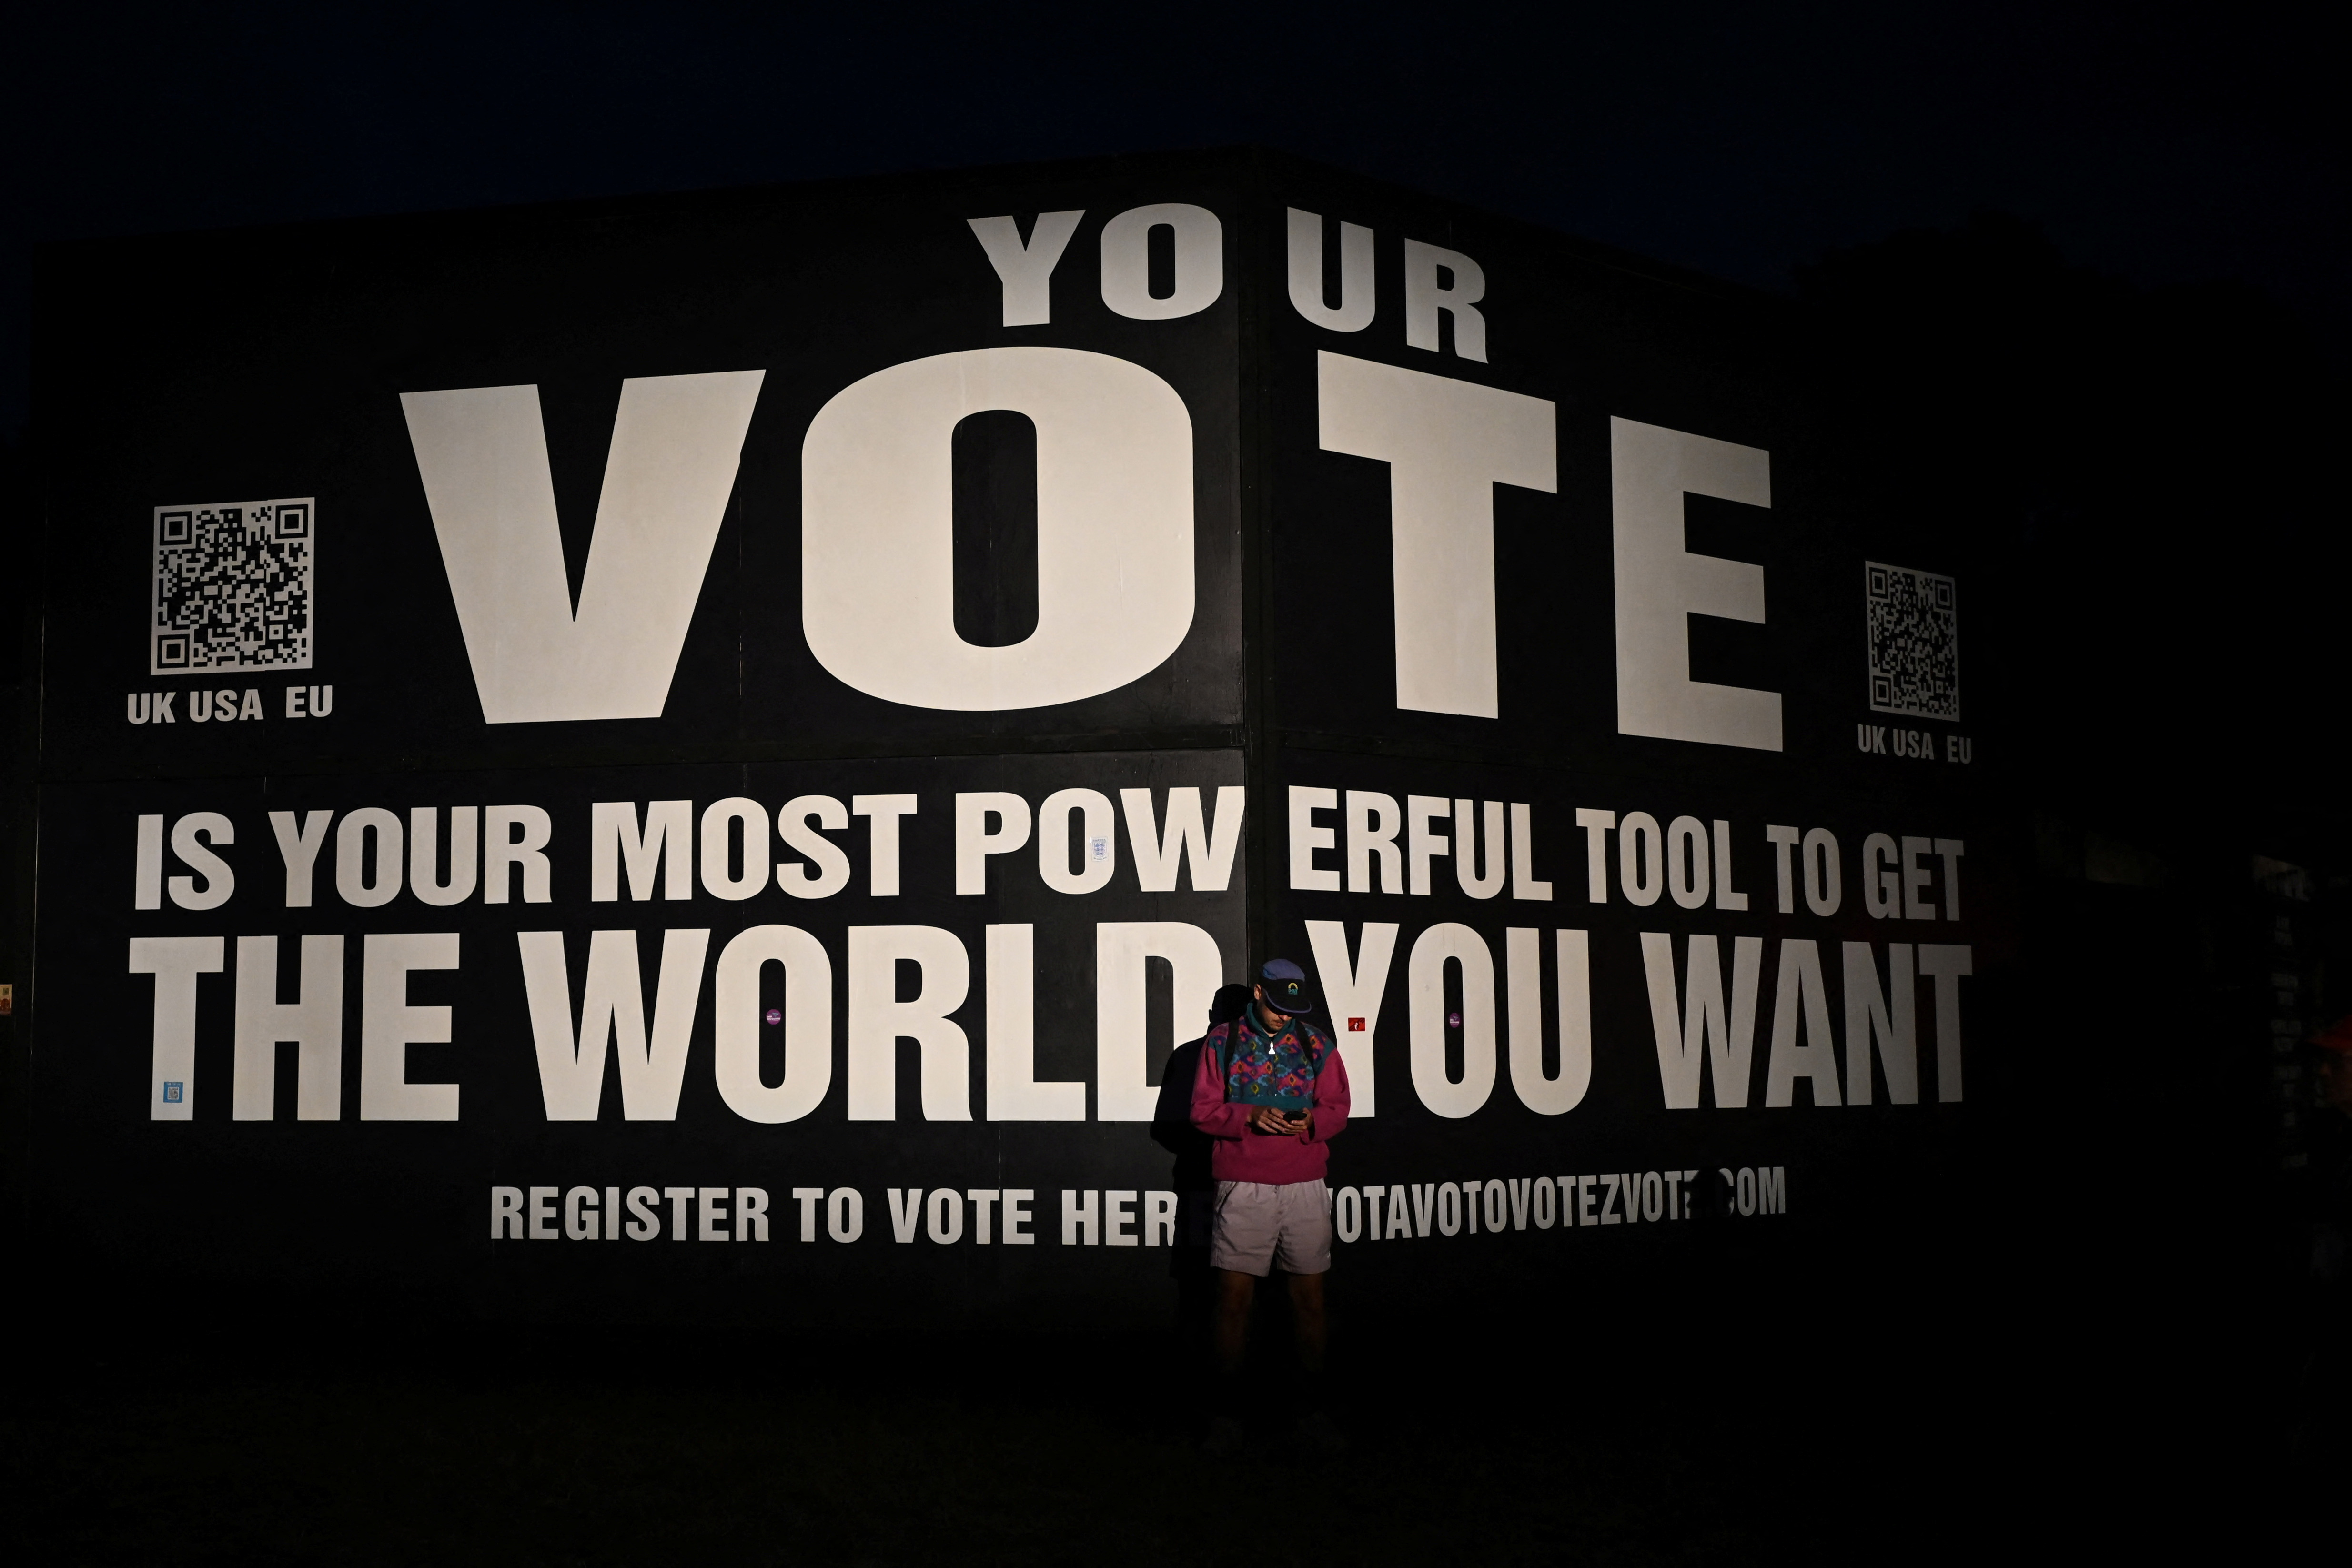 YOUR
VOTE
UK USA EU
UK USA EU
IS YOUR MOST POWERFUL TOOL TO GET
THE WORLD YOU WANT
REGISTER TO VOTE